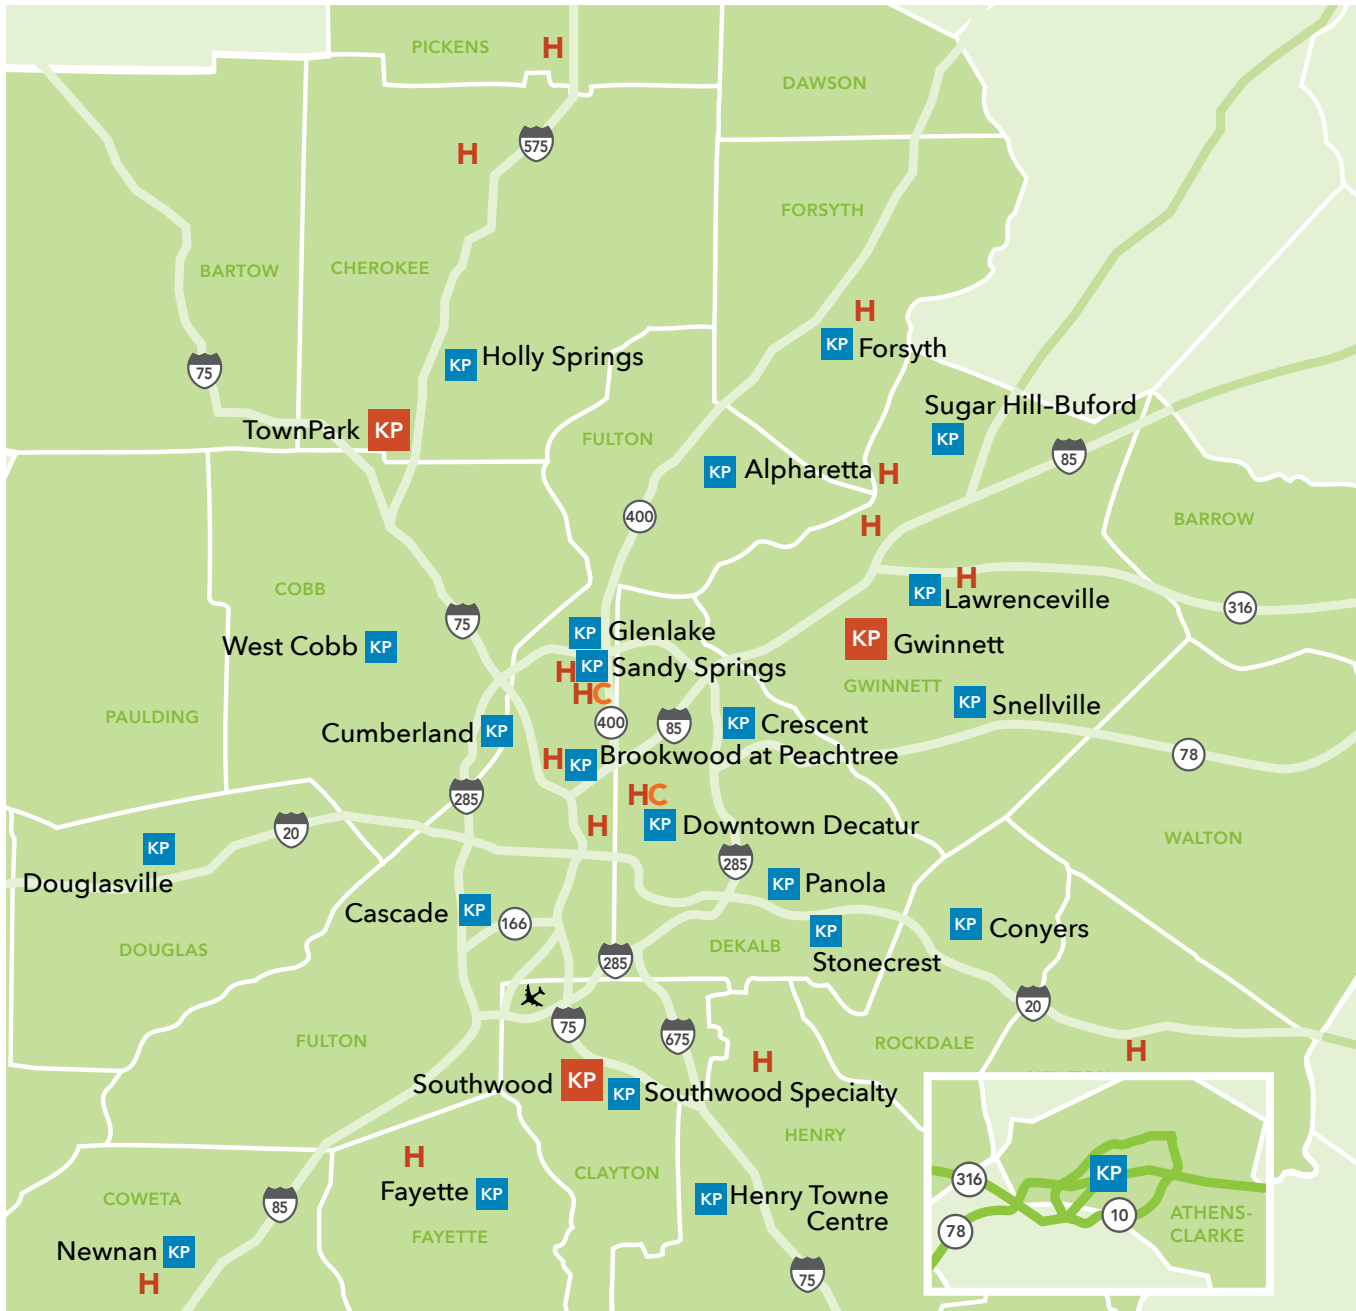 PICKENS H
DAWSON
H 575
FORSYTH
BARTOW
CHEROKEE
H
KP Forsyth
KP Holly Springs
75
Sugar Hill–Buford
KP
TownPark KP
FULTON
85
KP Alpharetta H
400
H
BARROW
COBB
H
KP Lawrenceville
316
75
KP Glenlake
KP Gwinnett
West Cobb KP
H KP Sandy Springs
GWINNETT
HC
KP Snellville
PAULDING
400
85
KP Crescent
Cumberland KP
78
H KP Brookwood at Peachtree
285
HC
20
H
KP Downtown Decatur
WALTON
KP
Douglasville
285
KP Panola
Cascade KP
166
KP Conyers
KP
Stonecrest
DOUGLAS
DEKALB
285
20
75
675
FULTON
ROCKDALE
H
H
Southwood KP
KP Southwood Specialty
HENRY
H
CLAYTON
Fayette KP
COWETA
85
KP Henry Towne
Centre
FAYETTE
Newnan KP
H
75
KP
316
10
ATHENS-
CLARKE
78